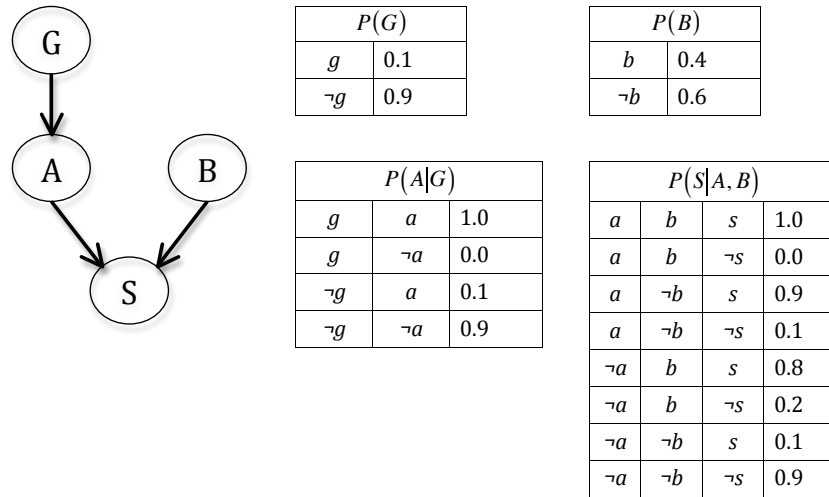 G
A
B
S
P(G)
g 0.1
¬g 0.9
P(B)
b 0.4
¬b 0.6
P(A|G)
g a 1.0
g ¬a 0.0
¬g a 0.1
¬g ¬a 0.9
P(S|A, B)
a b s 1.0
a b ¬s 0.0
a ¬b s 0.9
a ¬b ¬s 0.1
¬a b s 0.8
¬a b ¬s 0.2
¬a ¬b s 0.1
¬a ¬b ¬s 0.9